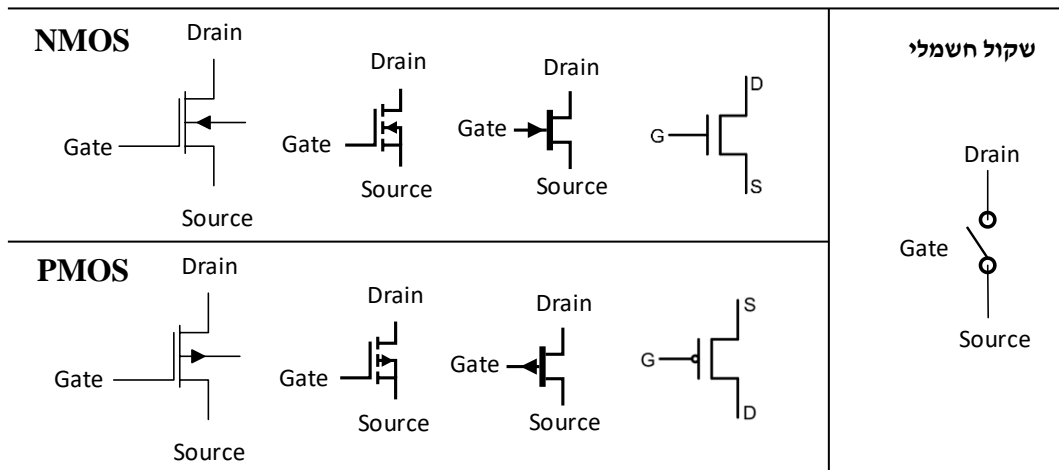 NMOS
Drain
Gate
Source
Drain
Gate
Source
Drain
Gate
Source
D
G
S
PMOS
Drain
Gate
Source
Drain
Gate
Source
Drain
Gate
Source
S
G
D
שקול חשמלי
Drain
Gate
Source